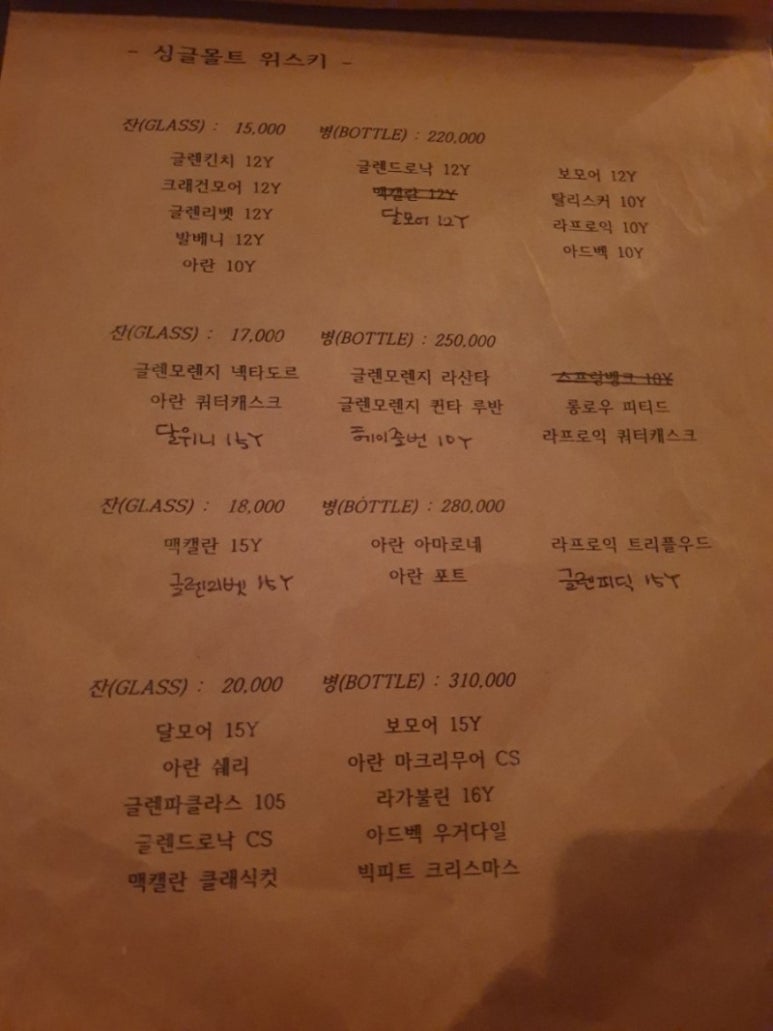 - 싱글몰트 위스키 -
잔(GLASS) : 15,000 병(BOTTLE) : 220,000
글렌킨치 12Y 글렌드로낙 12Y 보모어 12Y
크래건모어 12Y 맥캘란 12Y 탈리스커 10Y
글렌리벳 12Y 달모어 12Y 라프로익 10Y
발베니 12Y 아드벡 10Y
아란 10Y
잔(GLASS) : 17,000 병(BOTTLE) : 250,000
글렌모렌지 넥타도르 글렌모렌지 라산타 스프링뱅크 10Y
아란 쿼터캐스크 글렌모렌지 퀸타 루반 롱로우 피티드
달위니 15Y 헤이즐번 10Y 라프로익 쿼터캐스크
잔(GLASS) : 18,000 병(BOTTLE) : 280,000
맥캘란 15Y 아란 아마로네 라프로익 트리플우드
글렌리벳 15Y 아란 포트 글렌피딕 15Y
잔(GLASS) : 20,000 병(BOTTLE) : 310,000
달모어 15Y 보모어 15Y
아란 쉐리 아란 마크리무어 CS
글렌파클라스 105 라가불린 16Y
글렌드로낙 CS 아드벡 우거다일
맥캘란 클래식컷 빅피트 크리스마스